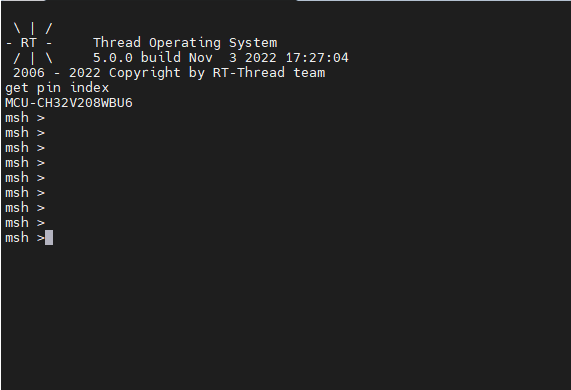 \ | /
- RT -     Thread Operating System
 / | \     5.0.0 build Nov  3 2022 17:27:04
 2006 - 2022 Copyright by RT-Thread team
get pin index
MCU-CH32V208WBU6
msh >
msh >
msh >
msh >
msh >
msh >
msh >
msh >
msh >